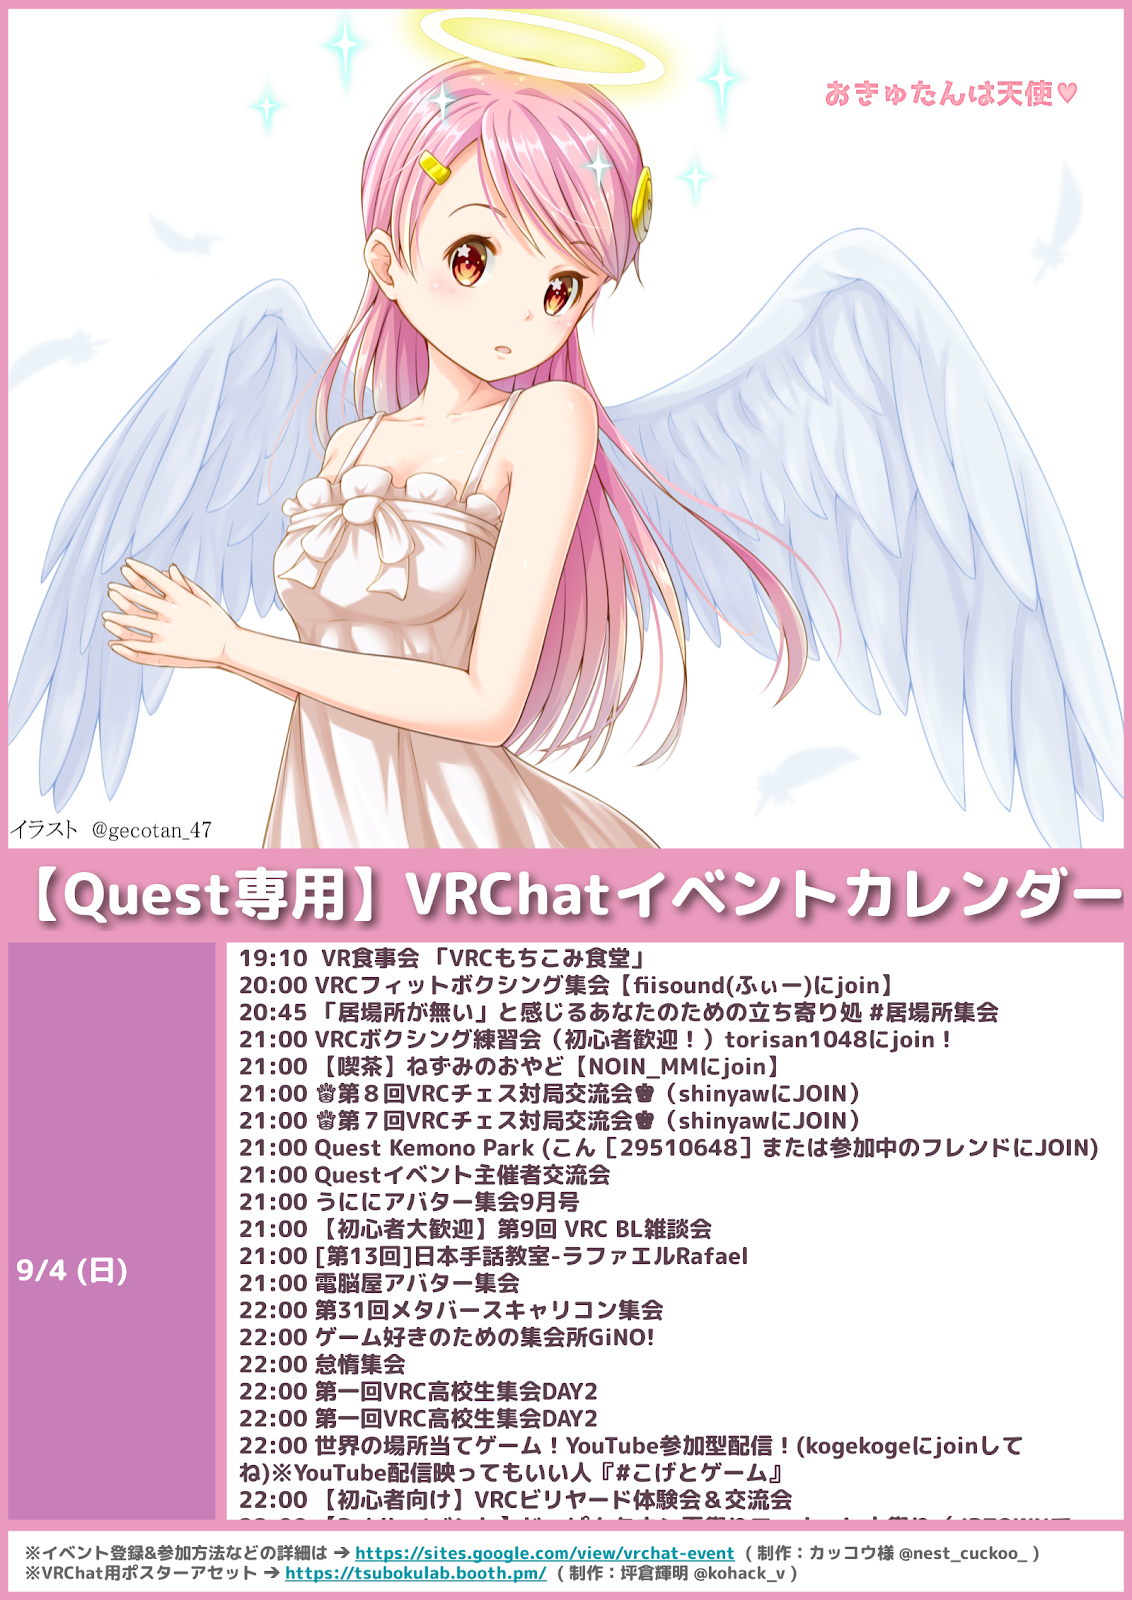 おきゅたんは天使♥
イラスト @gecotan_47
【Quest専用】VRChatイベントカレンダー
9/4 (日)
19:10 VR食事会 「VRCもちこみ食堂」
20:00 VRCフィットボクシング集会【fiisound(ふぃー)にjoin】
20:45 「居場所が無い」と感じるあなたのための立ち寄り処 #居場所集会
21:00 VRCボクシング練習会（初心者歓迎！）torisan1048にjoin！
21:00 【喫茶】ねずみのおやど【NOIN_MMにjoin】
21:00 ♕第８回VRCチェス対局交流会♚（shinyawにJOIN）
21:00 ♕第７回VRCチェス対局交流会♚（shinyawにJOIN）
21:00 Quest Kemono Park (こん［29510648］または参加中のフレンドにJOIN)
21:00 Questイベント主催者交流会
21:00 うににアバター集会9月号
21:00 【初心者大歓迎】第9回 VRC BL雑談会
21:00 [第13回]日本手話教室-ラファエルRafael
21:00 電脳屋アバター集会
22:00 第31回メタバースキャリコン集会
22:00 ゲーム好きのための集会所GiNO!
22:00 怠惰集会
22:00 第一回VRC高校生集会DAY2
22:00 第一回VRC高校生集会DAY2
22:00 世界の場所当てゲーム！YouTube参加型配信！(kogekogeにjoinして
ね)※YouTube配信映ってもいい人『#こげとゲーム』
22:00 【初心者向け】VRCビリヤード体験会＆交流会
※イベント登録&参加方法などの詳細は → https://sites.google.com/view/vrchat-event ( 制作：カッコウ様 @nest_cuckoo_ )
※VRChat用ポスターアセット → https://tsubokulab.booth.pm/ ( 制作：坪倉輝明 @kohack_v )